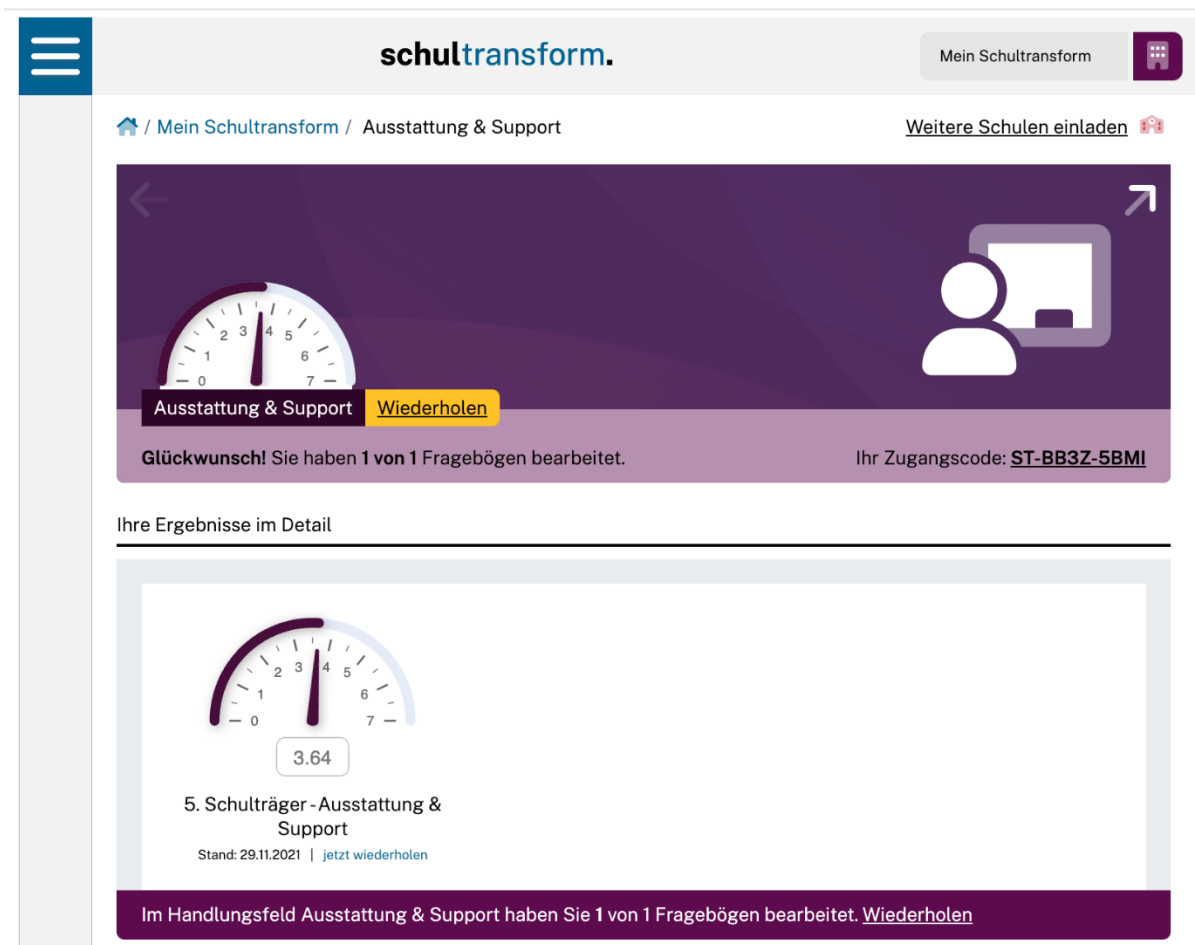 schultransform.
Mein Schultransform
/ Mein Schultransform / Ausstattung & Support
Weitere Schulen einladen
0 1 2 3 4 5 6 7
Ausstattung & Support
Wiederholen
Glückwunsch! Sie haben 1 von 1 Fragebögen bearbeitet.
Ihr Zugangscode: ST-BB3Z-5BMI
Ihre Ergebnisse im Detail
0 1 2 3 4 5 6 7
3.64
5. Schulträger - Ausstattung &
Support
Stand: 29.11.2021 | jetzt wiederholen
Im Handlungsfeld Ausstattung & Support haben Sie 1 von 1 Fragebögen bearbeitet. Wiederholen